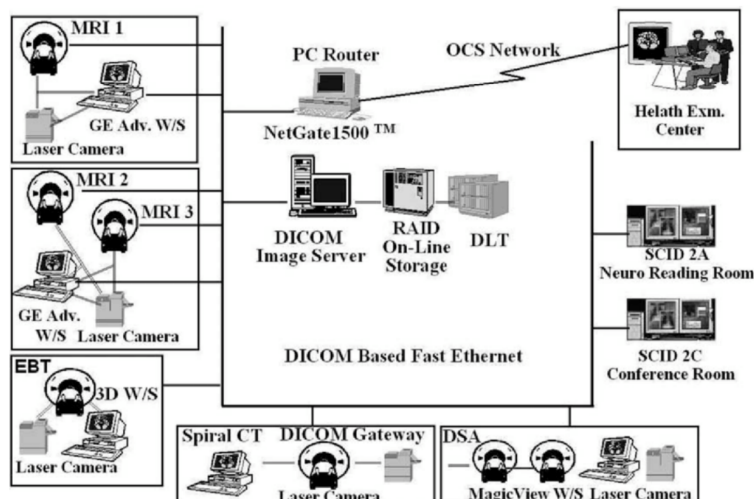 MRI 1
GE Adv. W/S
Laser Camera
PC Router
NetGate1500 TM
OCS Network
Helath Exm.
Center
MRI 2
MRI 3
GE Adv.
W/S
Laser Camera
DICOM
Image Server
RAID
On-Line
Storage
DLT
SCID 2A
Neuro Reading Room
SCID 2C
Conference Room
DICOM Based Fast Ethernet
EBT
3D W/S
Laser Camera
Spiral CT
DICOM Gateway
Laser Camera
DSA
MagicView W/S
Laser Camera